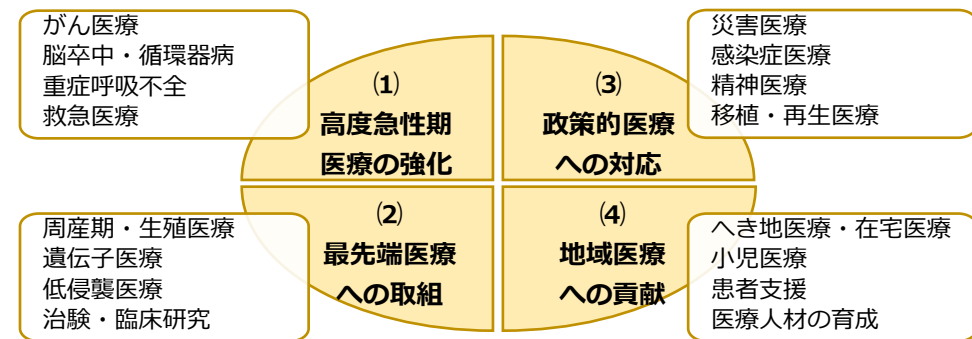 がん医療
脳卒中・循環器病
重症呼吸不全
救急医療
⑴
高度急性期
医療の強化
⑶
政策的医療
への対応
災害医療
感染症医療
精神医療
移植・再生医療
周産期・生殖医療
遺伝子医療
低侵襲医療
治験・臨床研究
⑵
最先端医療
への取組
⑷
地域医療
への貢献
へき地医療・在宅医療
小児医療
患者支援
医療人材の育成